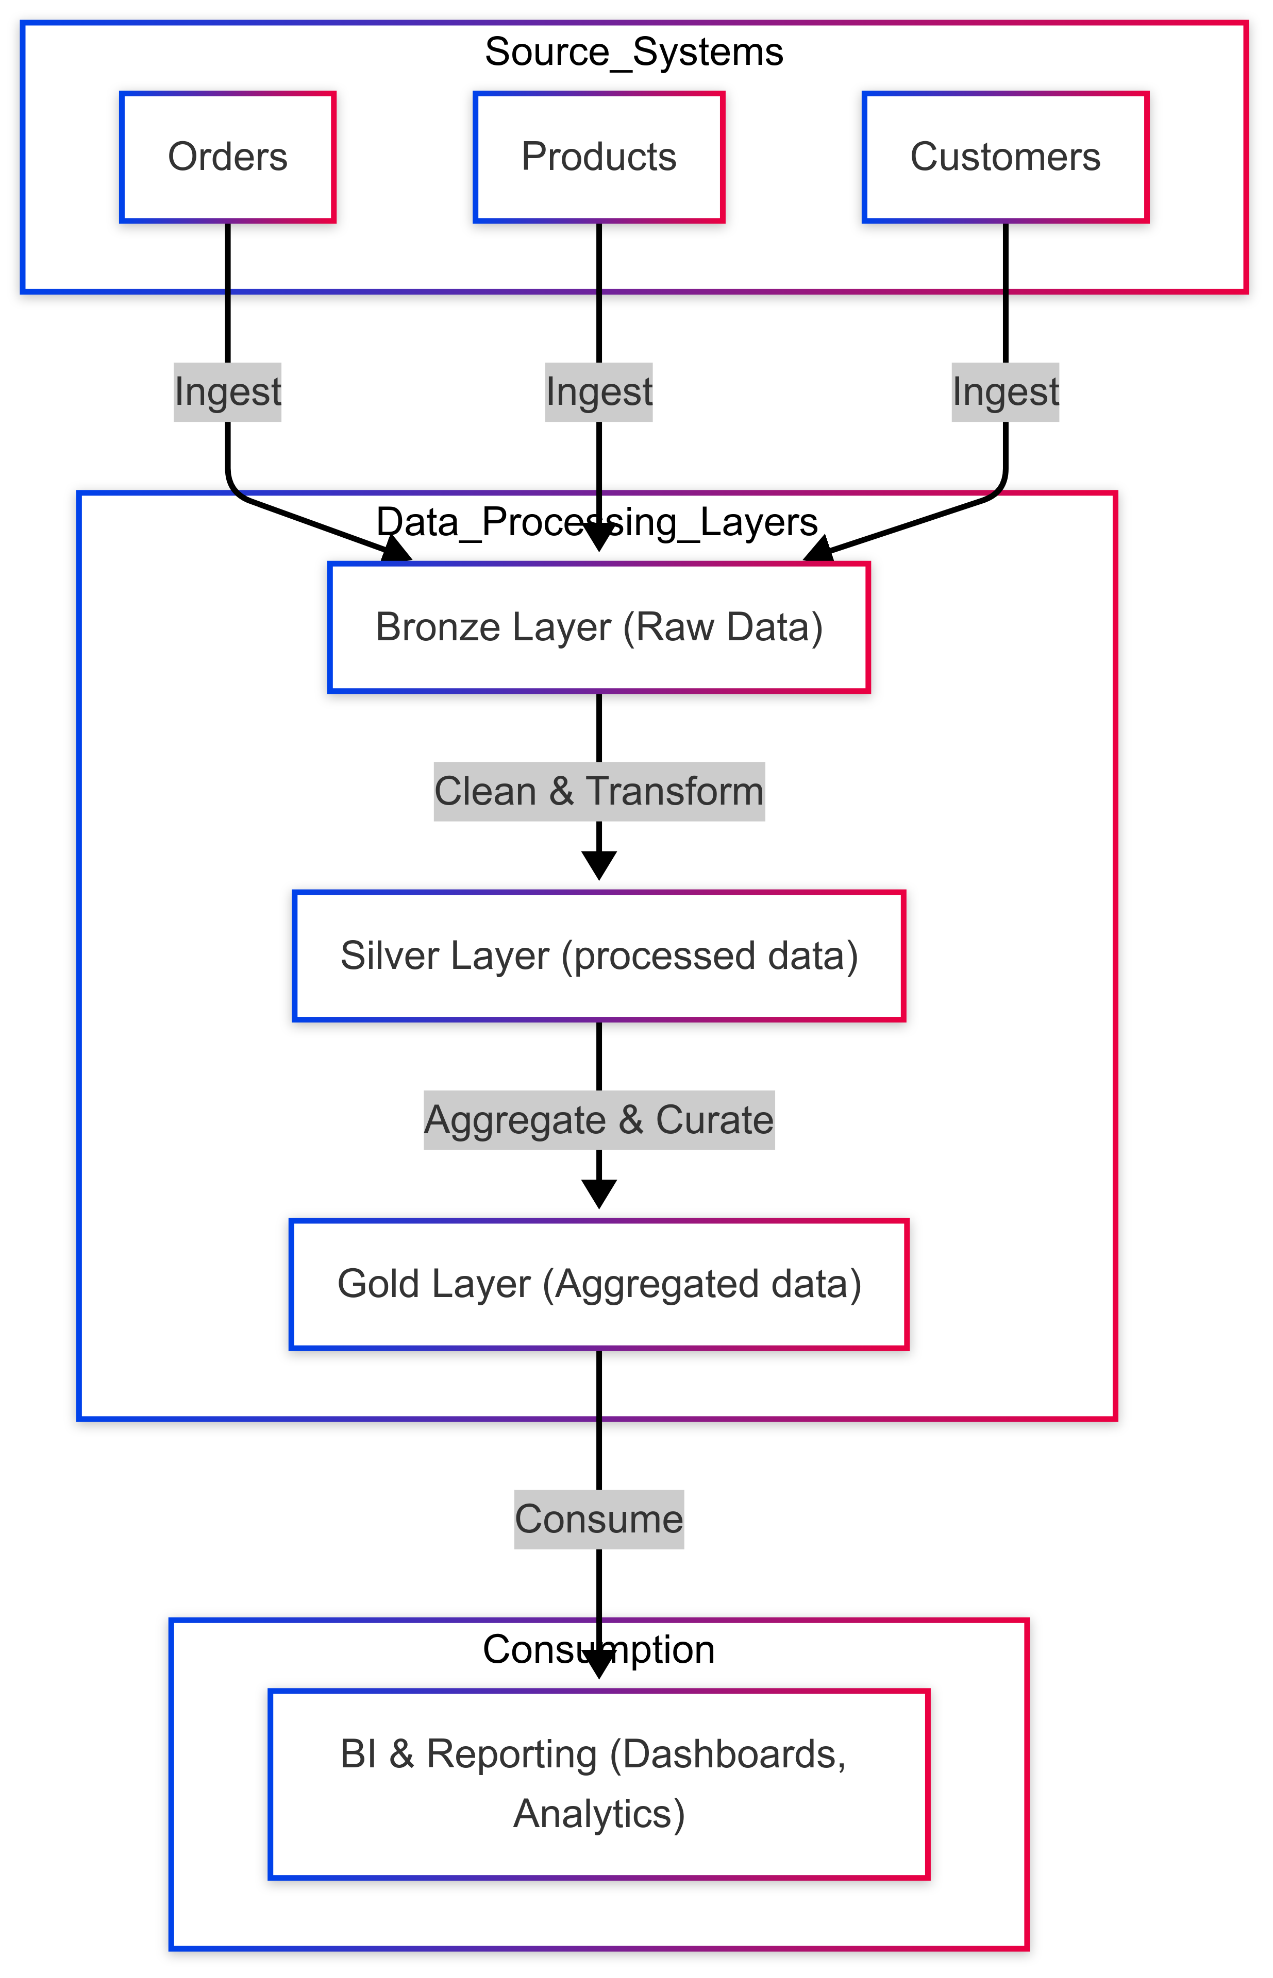 Source_Systems
Orders
Products
Customers
Ingest
Ingest
Ingest
Data_Processing_Layers
Bronze Layer (Raw Data)
Clean & Transform
Silver Layer (processed data)
Aggregate & Curate
Gold Layer (Aggregated data)
Consume
Consumption
BI & Reporting (Dashboards,
Analytics)